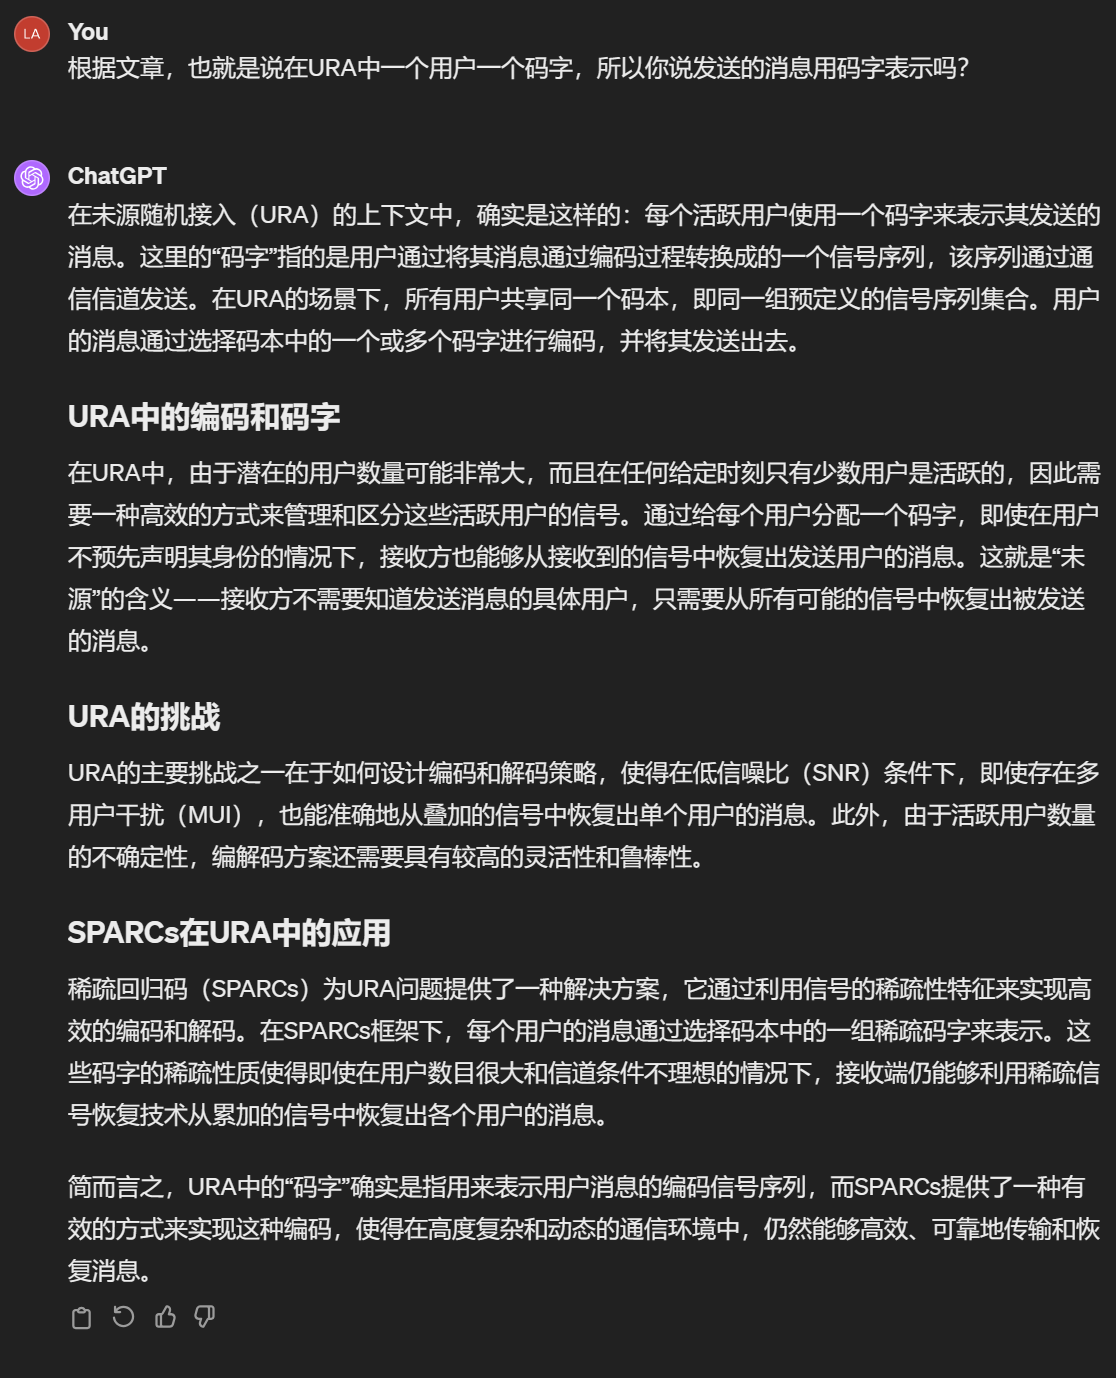 LA
You
根据文章，也就是说在URA中一个用户一个码字，所以你说发送的消息用码字表示吗？
ChatGPT
在未源随机接入（URA）的上下文中，确实是这样的：每个活跃用户使用一个码字来表示其发送的
消息。这里的“码字”指的是用户通过将其消息通过编码过程转换成的一个信号序列，该序列通过通
信信道发送。在URA的场景下，所有用户共享同一个码本，即同一组预定义的信号序列集合。用户
的消息通过选择码本中的一个或多个码字进行编码，并将其发送出去。
URA中的编码和码字
在URA中，由于潜在的用户数量可能非常大，而且在任何给定时刻只有少数用户是活跃的，因此需
要一种高效的方式来管理和区分这些活跃用户的信号。通过给每个用户分配一个码字，即使在用户
不预先声明其身份的情况下，接收方也能够从接收到的信号中恢复出发送用户的消息。这就是“未
源”的含义——接收方不需要知道发送消息的具体用户，只需要从所有可能的信号中恢复出被发送
的消息。
URA的挑战
URA的主要挑战之一在于如何设计编码和解码策略，使得在低信噪比（SNR）条件下，即使存在多
用户干扰（MUI），也能准确地从叠加的信号中恢复出单个用户的消息。此外，由于活跃用户数量
的不确定性，编解码方案还需要具有较高的灵活性和鲁棒性。
SPARCs在URA中的应用
稀疏回归码（SPARCs）为URA问题提供了一种解决方案，它通过利用信号的稀疏性特征来实现高
效的编码和解码。在SPARCs框架下，每个用户的消息通过选择码本中的一组稀疏码字来表示。这
些码字的稀疏性质使得即使在用户数目很大和信道条件不理想的情况下，接收端仍能够利用稀疏信
号恢复技术从累加的信号中恢复出各个用户的消息。
简而言之，URA中的“码字”确实是指用来表示用户消息的编码信号序列，而SPARCs提供了一种有
效的方式来实现这种编码，使得在高度复杂和动态的通信环境中，仍然能够高效、可靠地传输和恢
复消息。